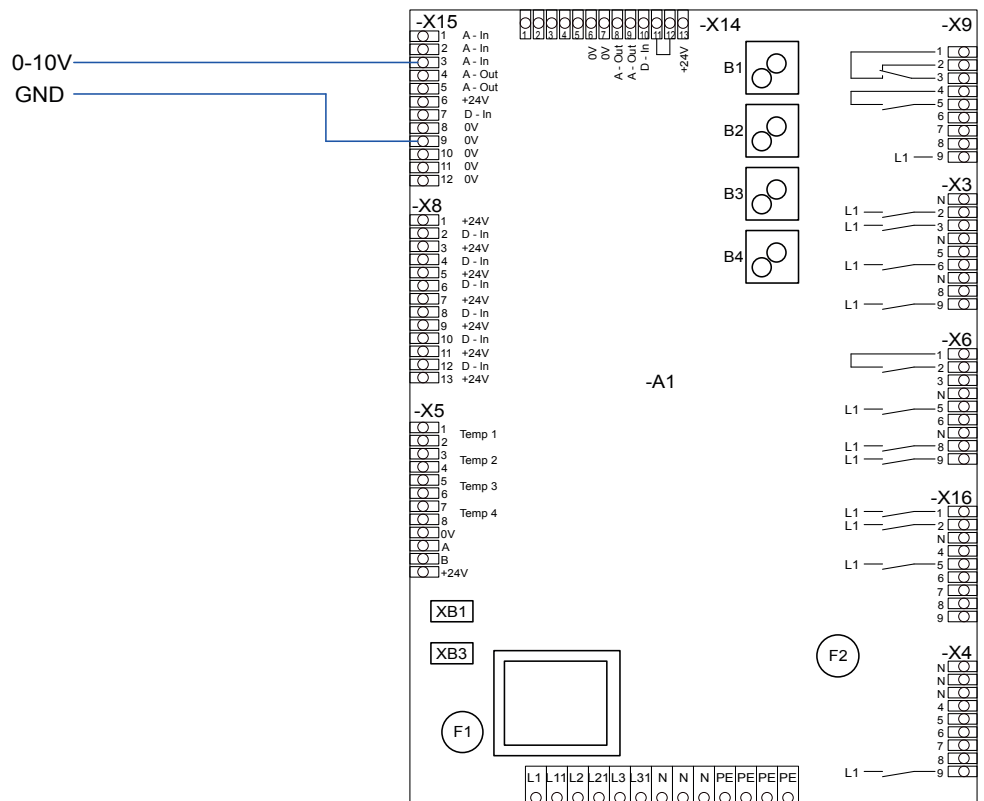 0-10V
GND
-X15
1 A - In
2 A - In
3 A - In
4 A - Out
5 A - Out
6 +24V
7 D - In
8 0V
9 0V
10 0V
11 0V
12 0V
-X8
1 +24V
2 D - In
3 +24V
4 D - In
5 +24V
6 D - In
7 +24V
8 D - In
9 +24V
10 D - In
11 +24V
12 D - In
13 +24V
-X5
1
Temp 1
2
3
Temp 2
4
5
Temp 3
6
7
Temp 4
8
0V
A
B
+24V
XB1
XB3
F1
-X14
1 2 3 4 5 6 7 8 9 10 11 12 13
0V
0V
A - Out
A - Out
D - In
+24V
B1
B2
B3
B4
-A1
F2
-X9
1
2
3
4
5
6
7
8
L1 9
-X3
N
L1 2
L1 3
N
5
L1 6
N
8
L1 9
-X6
1
2
3
N
L1 5
6
N
L1 8
L1 9
-X16
L1 1
L1 2
N
4
L1 5
6
7
8
9
-X4
N
N
N
4
5
6
7
8
L1 9
L1 L11 L2 L21 L3 L31 N N N PE PE PE PE